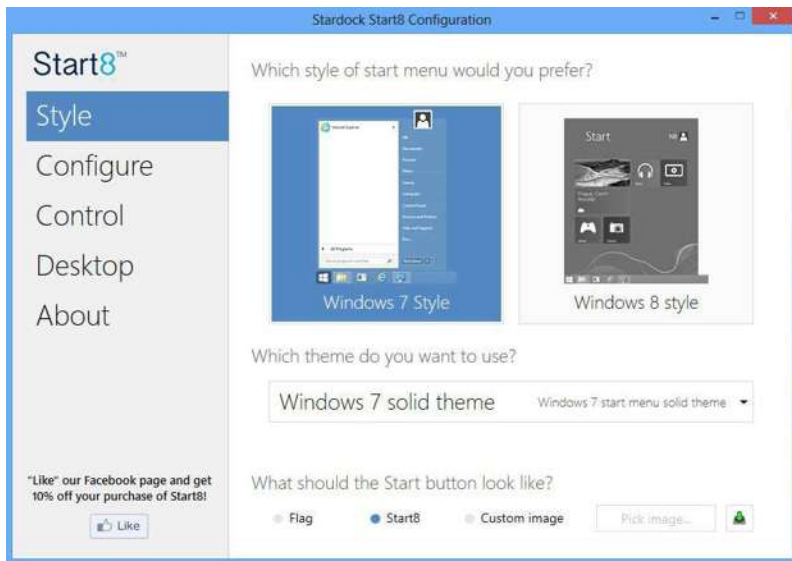 Stardock Start8 Configuration
Start8™
Style
Configure
Control
Desktop
About
"Like" our Facebook page and get
10% off your purchase of Start8!
Like
Which style of start menu would you prefer?
All Programs
Windows 7 Style
Start
Windows 8 style
Which theme do you want to use?
Windows 7 solid theme
Windows 7 start menu solid theme
What should the Start button look like?
Flag
Start8
Custom image
Pick image...